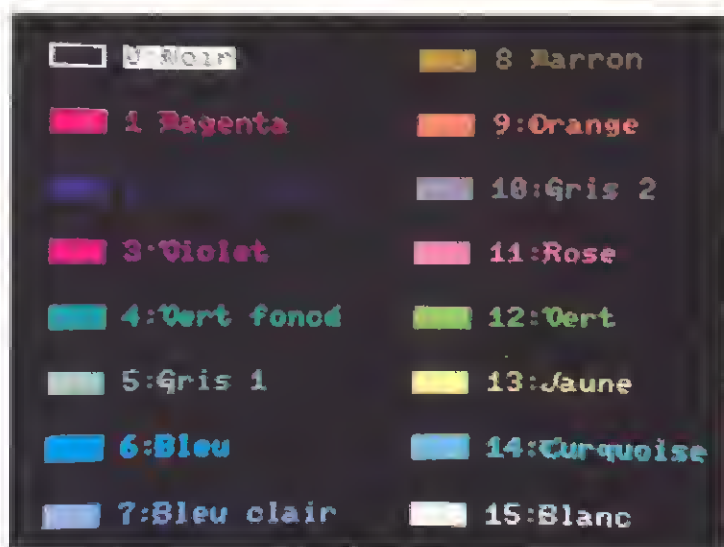 0:Noir
1 Magenta
3:Violet
4:Vert foncé
5:Gris 1
6:Bleu
7:Bleu clair
8 Marron
9:Orange
10:Gris 2
11:Rose
12:Vert
13:Jaune
14:Turquoise
15:Blanc